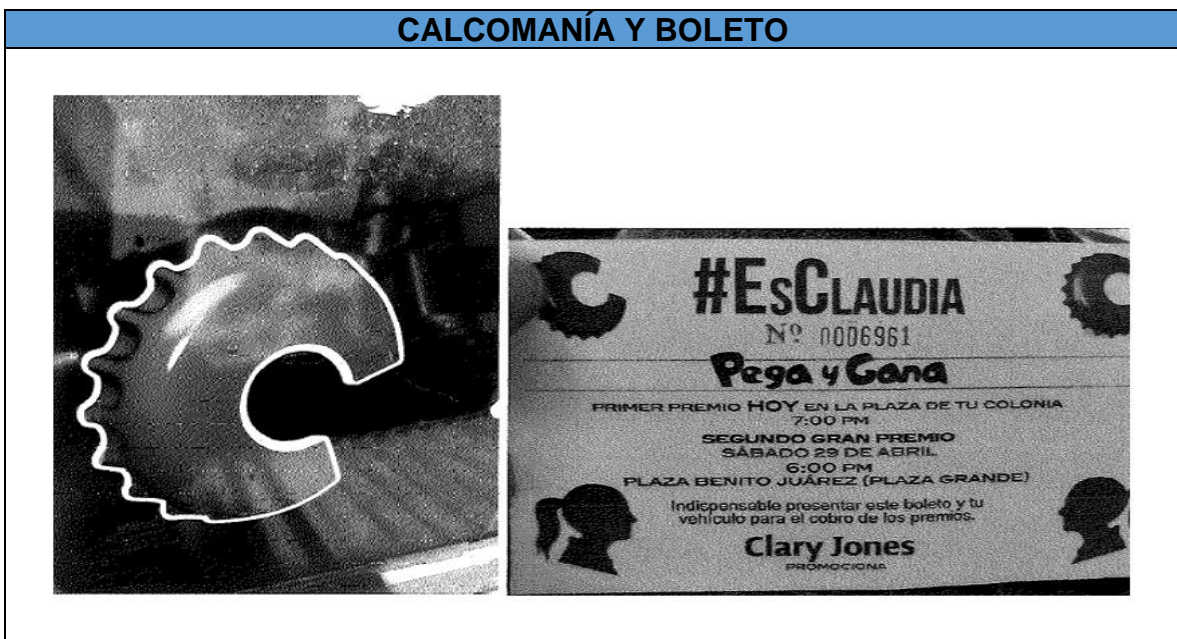 CALCOMANÍA Y BOLETO
#ESCLAUDIA
Nº 0006961
Pega y Gana
PRIMER PREMIO HOY EN LA PLAZA DE TU COLONIA
7:00 PM
SEGUNDO GRAN PREMIO
SÁBADO 29 DE ABRIL
6:00 PM
PLAZA BENITO JUÁREZ (PLAZA GRANDE)
Indispensable presentar este boleto y tu
vehículo para el cobro de los premios.
Clary Jones
PROMOCIONA